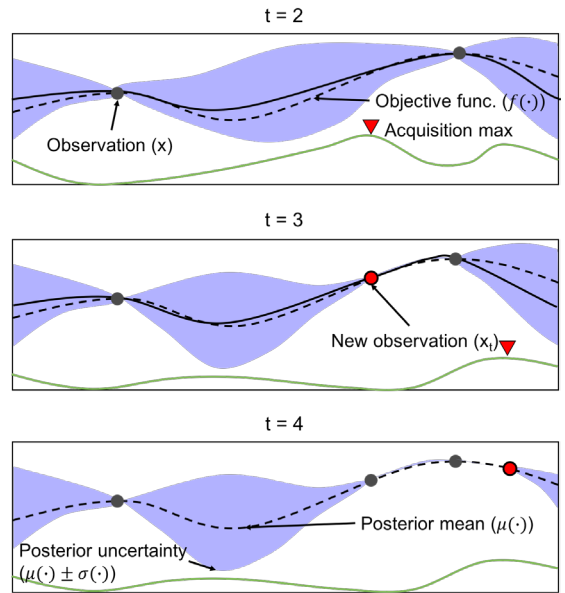 t = 2
Objective func. (f(·))
Observation (x)
Acquisition max
t = 3
New observation (xₜ)
t = 4
Posterior mean (μ(·))
Posterior uncertainty
(μ(·) ± σ(·))